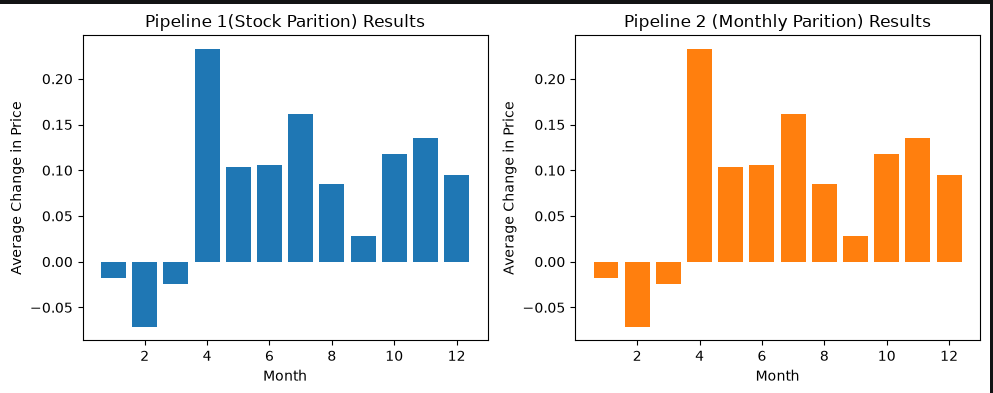 Pipeline 1(Stock Parition) Results
Average Change in Price
0.20
0.15
0.10
0.05
0.00
−0.05
2 4 6 8 10 12
Month
Pipeline 2 (Monthly Parition) Results
Average Change in Price
0.20
0.15
0.10
0.05
0.00
−0.05
2 4 6 8 10 12
Month